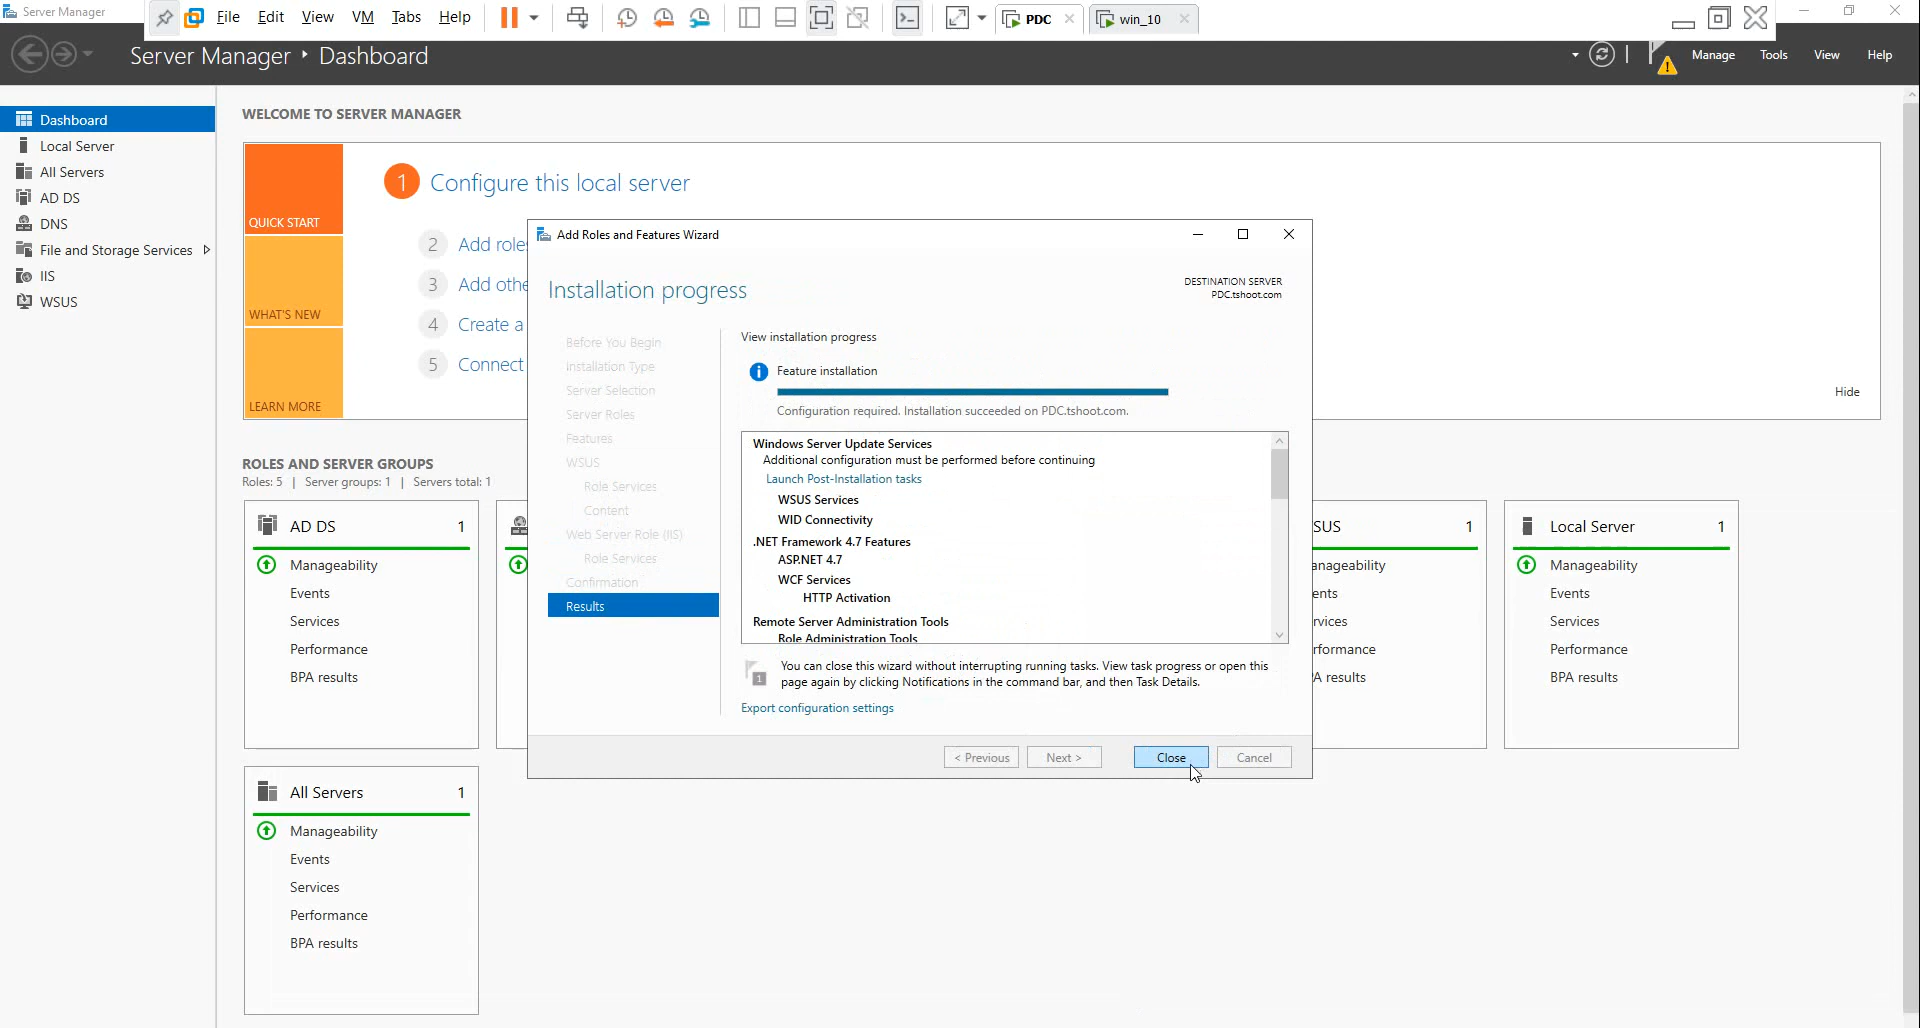 Server Manager
File Edit View VM Tabs Help
PDC
win_10
Server Manager Dashboard
Manage Tools View Help
Dashboard
Local Server
All Servers
AD DS
DNS
File and Storage Services
IIS
WSUS
WELCOME TO SERVER MANAGER
QUICK START
WHAT'S NEW
LEARN MORE
1 Configure this local server
2 Add roles
3 Add othe
4 Create a
5 Connect
Hide
Add Roles and Features Wizard
Installation progress
DESTINATION SERVER
PDC.tshoot.com
Before You Begin
Installation Type
Server Selection
Server Roles
Features
WSUS
Role Services
Content
Web Server Role (IIS)
Role Services
Confirmation
Results
View installation progress
Feature installation
Configuration required. Installation succeeded on PDC.tshoot.com.
Windows Server Update Services
Additional configuration must be performed before continuing
Launch Post-Installation tasks
WSUS Services
WID Connectivity
.NET Framework 4.7 Features
ASP.NET 4.7
WCF Services
HTTP Activation
Remote Server Administration Tools
Role Administration Tools
1
You can close this wizard without interrupting running tasks. View task progress or open this
page again by clicking Notifications in the command bar, and then Task Details.
Export configuration settings
< Previous
Next >
Close
Cancel
ROLES AND SERVER GROUPS
Roles: 5 | Server groups: 1 | Servers total: 1
AD DS 1
Manageability
Events
Services
Performance
BPA results
SUS 1
anageability
ents
rvices
rformance
A results
Local Server 1
Manageability
Events
Services
Performance
BPA results
All Servers 1
Manageability
Events
Services
Performance
BPA results